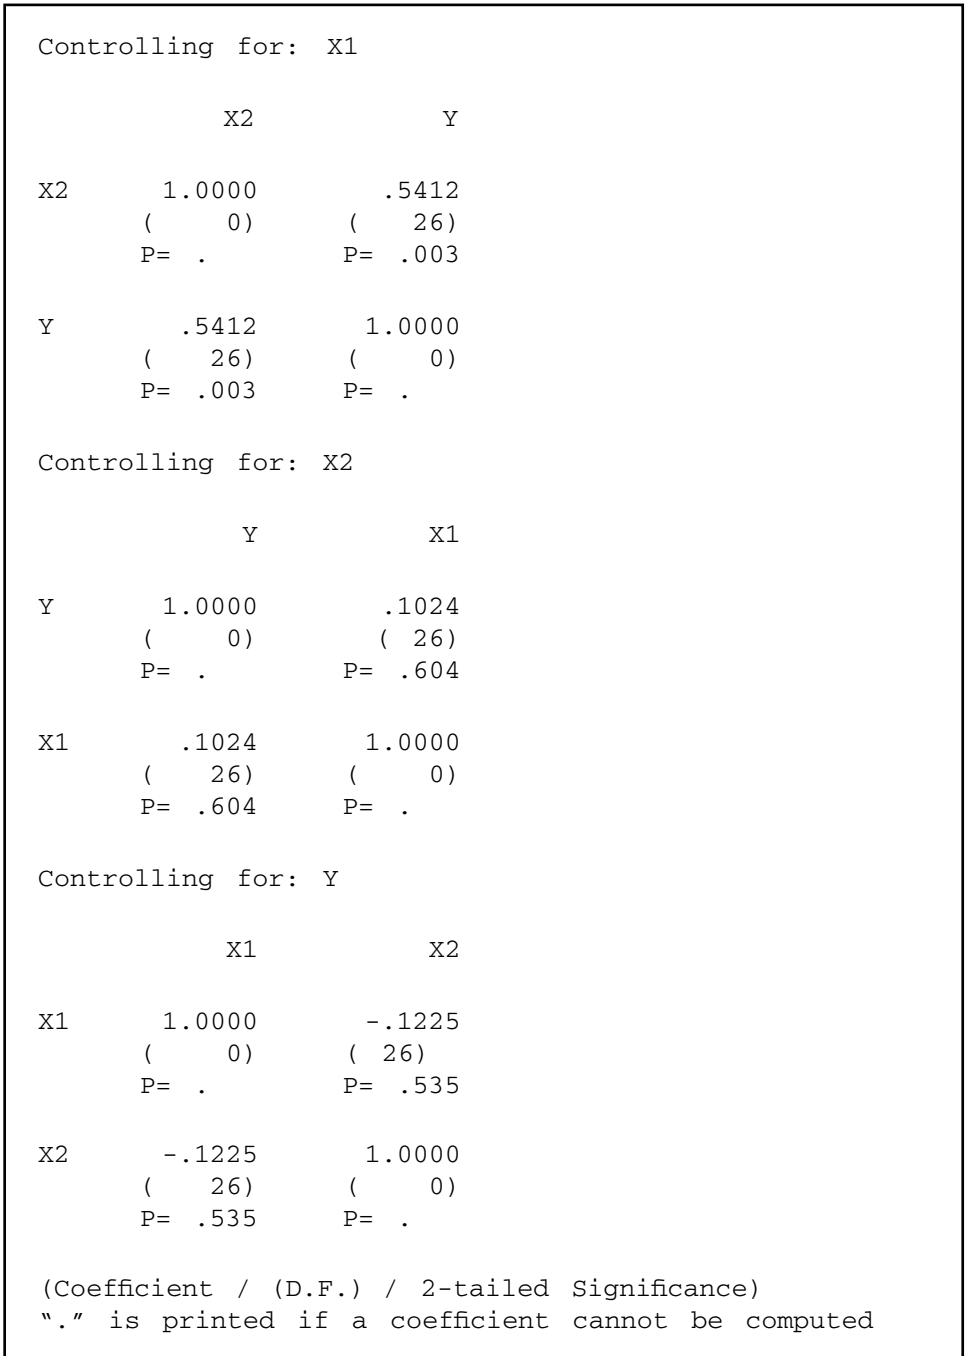 Controlling for: X1
X2 Y
X2 1.0000 .5412
( 0) ( 26)
P= . P= .003
Y .5412 1.0000
( 26) ( 0)
P= .003 P= .
Controlling for: X2
Y X1
Y 1.0000 .1024
( 0) ( 26)
P= . P= .604
X1 .1024 1.0000
( 26) ( 0)
P= .604 P= .
Controlling for: Y
X1 X2
X1 1.0000 -.1225
( 0) ( 26)
P= . P= .535
X2 -.1225 1.0000
( 26) ( 0)
P= .535 P= .
(Coefficient / (D.F.) / 2-tailed Significance)
“.” is printed if a coefficient cannot be computed